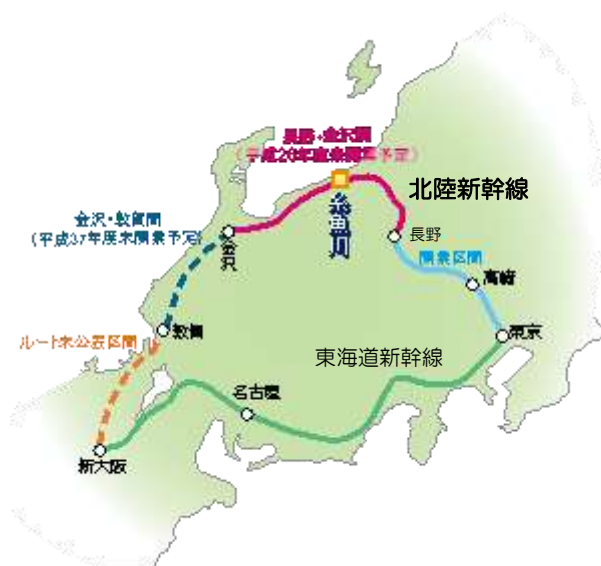 長野・金沢間
(平成26年度末開業予定)
北陸新幹線
糸魚川
金沢・敦賀間
(平成37年度末開業予定)
金沢
長野
開業区間
高崎
敦賀
ルート未公表区間
東京
東海道新幹線
名古屋
新大阪